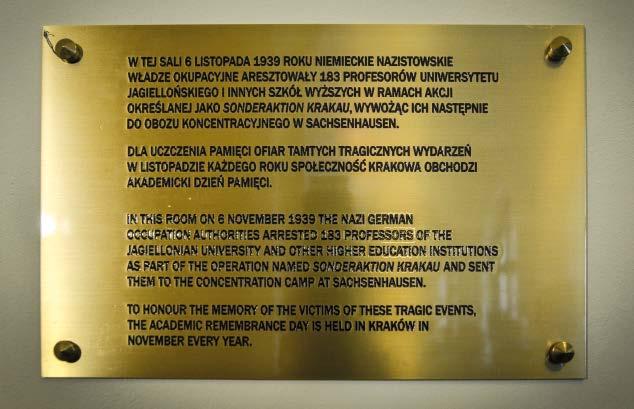 W TEJ SALI 6 LISTOPADA 1939 ROKU NIEMIECKIE NAZISTOWSKIE
WŁADZE OKUPACYJNE ARESZTOWAŁY 183 PROFESORÓW UNIWERSYTETU
JAGIELLOŃSKIEGO I INNYCH SZKÓŁ WYŻSZYCH W RAMACH AKCJI
OKREŚLANEJ JAKO SONDERAKTION KRAKAU, WYWOŻĄC ICH NASTĘPNIE
DO OBOZU KONCENTRACYJNEGO W SACHSENHAUSEN.
DLA UCZCZENIA PAMIĘCI OFIAR TAMTYCH TRAGICZNYCH WYDARZEŃ
W LISTOPADZIE KAŻDEGO ROKU SPOŁECZNOŚĆ KRAKOWA OBCHODZI
AKADEMICKI DZIEŃ PAMIĘCI.
IN THIS ROOM ON 6 NOVEMBER 1939 THE NAZI GERMAN
OCCUPATION AUTHORITIES ARRESTED 183 PROFESSORS OF THE
JAGIELLONIAN UNIVERSITY AND OTHER HIGHER EDUCATION INSTITUTIONS
AS PART OF THE OPERATION NAMED SONDERAKTION KRAKAU AND SENT
THEM TO THE CONCENTRATION CAMP AT SACHSENHAUSEN.
TO HONOUR THE MEMORY OF THE VICTIMS OF THESE TRAGIC EVENTS,
THE ACADEMIC REMEMBRANCE DAY IS HELD IN KRAKÓW IN
NOVEMBER EVERY YEAR.